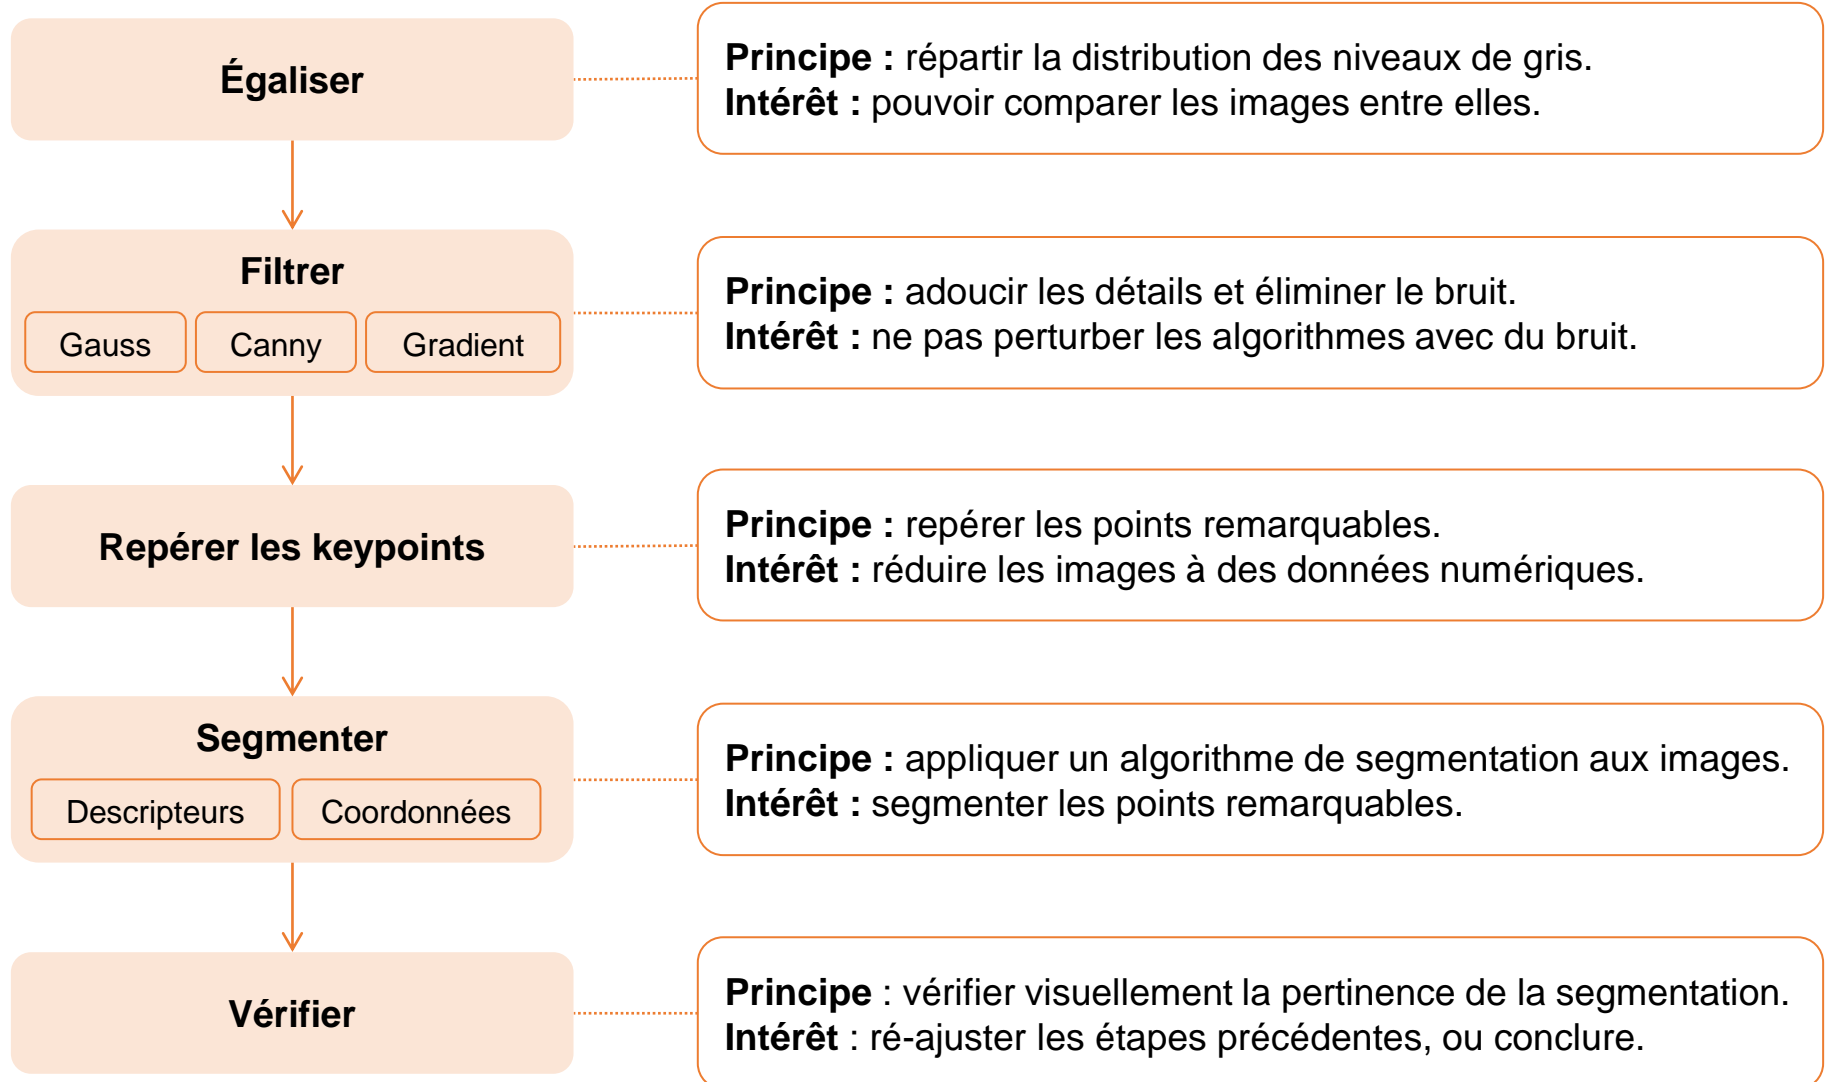 Égaliser
Principe : répartir la distribution des niveaux de gris.
Intérêt : pouvoir comparer les images entre elles.
Filtrer
Gauss
Canny
Gradient
Principe : adoucir les détails et éliminer le bruit.
Intérêt : ne pas perturber les algorithmes avec du bruit.
Repérer les keypoints
Principe : repérer les points remarquables.
Intérêt : réduire les images à des données numériques.
Segmenter
Descripteurs
Coordonnées
Principe : appliquer un algorithme de segmentation aux images.
Intérêt : segmenter les points remarquables.
Vérifier
Principe : vérifier visuellement la pertinence de la segmentation.
Intérêt : ré-ajuster les étapes précédentes, ou conclure.